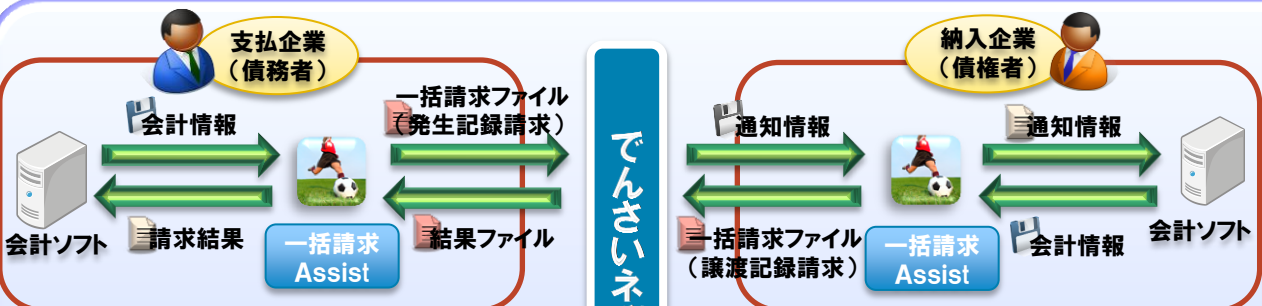 支払企業
（債務者）
会計情報
一括請求ファイル
（発生記録請求）
会計ソフト
請求結果
一括請求
Assist
結果ファイル
でんさいネ
納入企業
（債権者）
通知情報
通知情報
一括請求ファイル
（譲渡記録請求）
一括請求
Assist
会計情報
会計ソフト